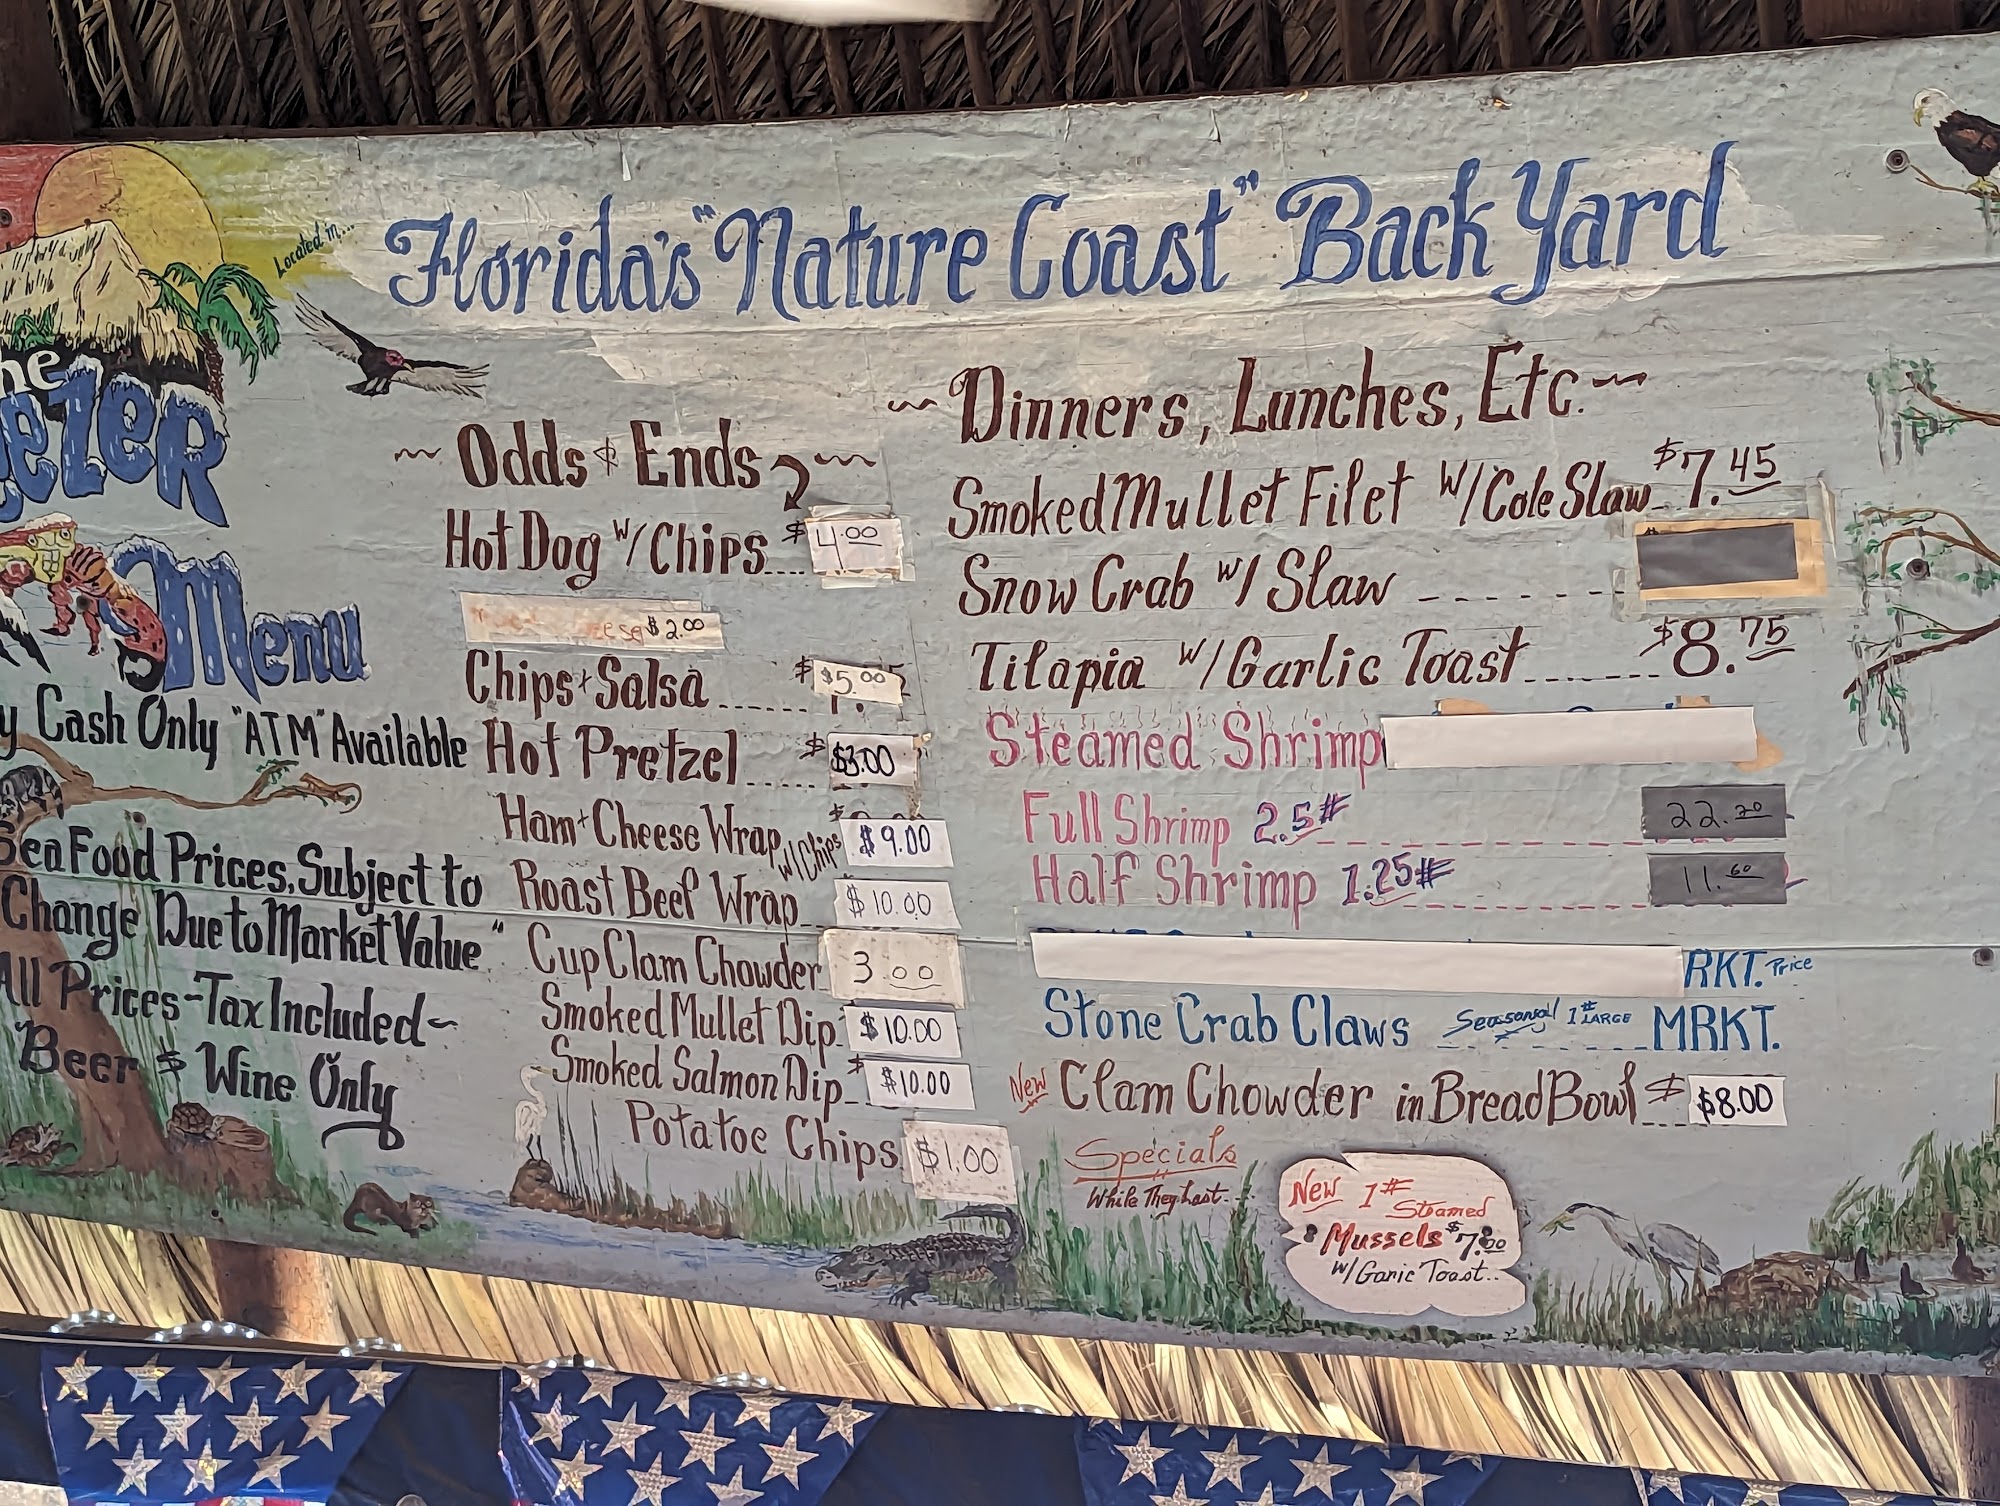 Located in...
Florida's "Nature Coast" Back Yard
he
ezer
Menu
y Cash Only "ATM" Available
Sea Food Prices, Subject to
Change Due to Market Value"
All Prices-Tax Included~
"Beer & Wine Only
~ Odds & Ends ~
Hot Dog w/ Chips.... $ 4.00
$2.00
Chips + Salsa ...... $ $5.00
Hot Pretzel .... $ $3.00
Ham + Cheese Wrap w/Chips $ $9.00
Roast Beef Wrap $10.00
Cup Clam Chowder 3.00
Smoked Mullet Dip $10.00
Smoked Salmon Dip $ $10.00
Potatoe Chips $1.00
~ Dinners, Lunches, Etc. ~
Smoked Mullet Filet w/ Cole Slaw $7.45
Snow Crab w/ Slaw
Tilapia w/ Garlic Toast ....... $8.75
Steamed Shrimp
Full Shrimp 2.5#
Half Shrimp 1.25# 11.60
RKT. Price
Stone Crab Claws Seasonal 1# LARGE MRKT.
New Clam Chowder in Bread Bowl $ $8.00
Specials
While They Last..
New 1# Steamed
Mussels
w/ Garic Toast..